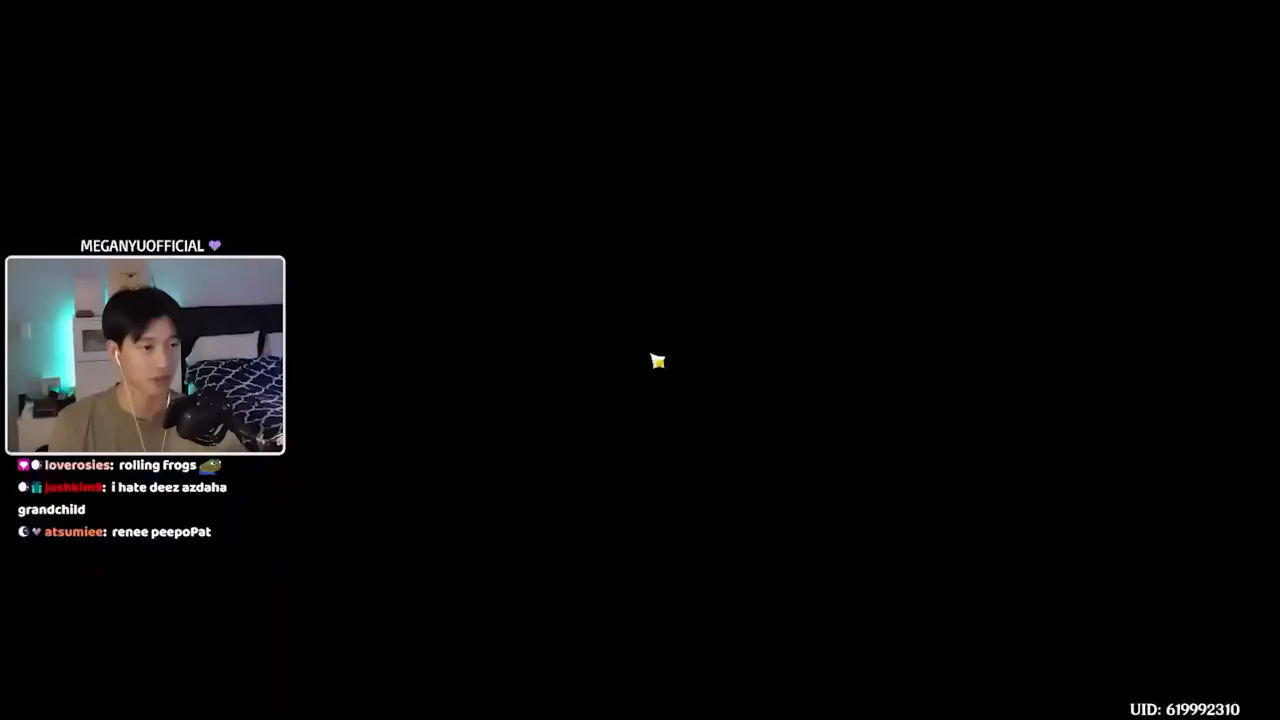 MEGANYUOFFICIAL 💜
loverosies: rolling Frogs
joshkim9: i hate deez azdaha
grandchild
atsumiee: renee peepoPat
UID: 619992310